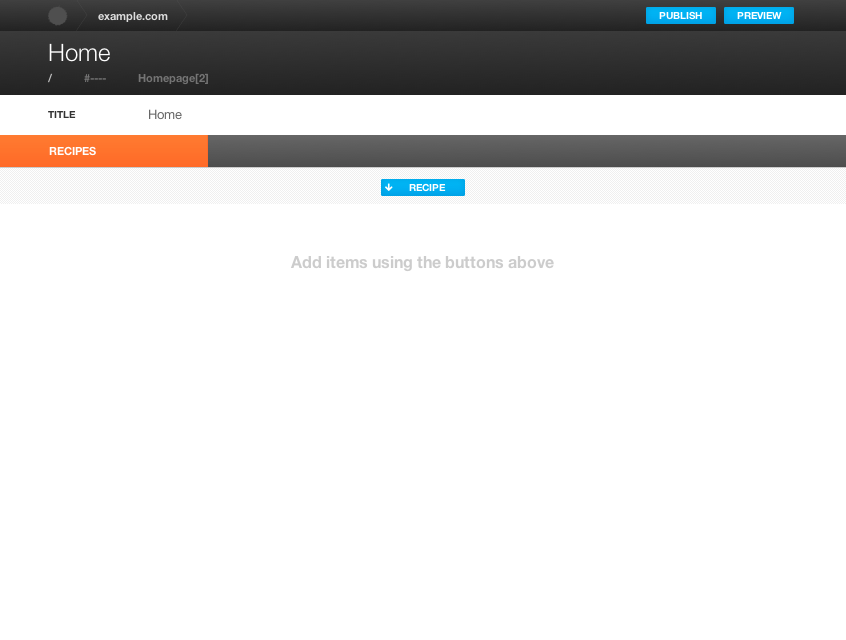 example.com
PUBLISH
PREVIEW
Home
/ #---- Homepage[2]
TITLE Home
RECIPES
RECIPE
Add items using the buttons above